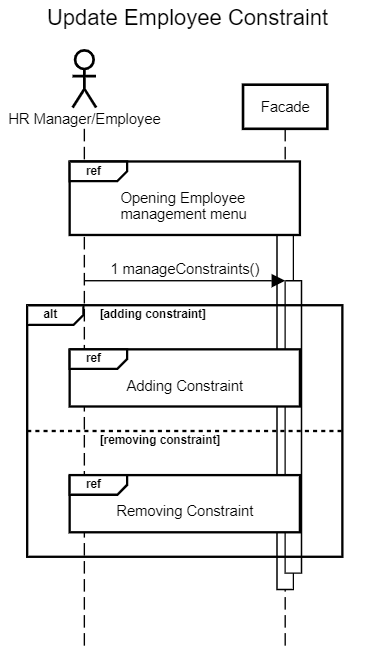 Update Employee Constraint
HR Manager/Employee
Facade
ref
Opening Employee
management menu
1 manageConstraints()
alt
[adding constraint]
ref
Adding Constraint
[removing constraint]
ref
Removing Constraint